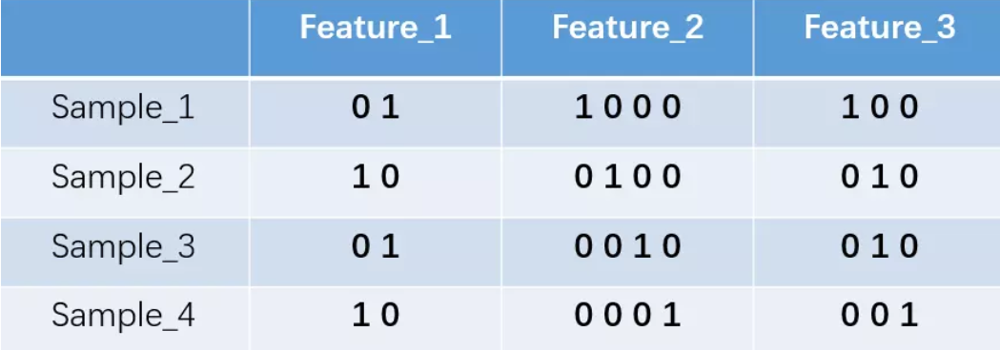 Feature_1 Feature_2 Feature_3
Sample_1 0 1 1 0 0 0 1 0 0
Sample_2 1 0 0 1 0 0 0 1 0
Sample_3 0 1 0 0 1 0 0 1 0
Sample_4 1 0 0 0 0 1 0 0 1